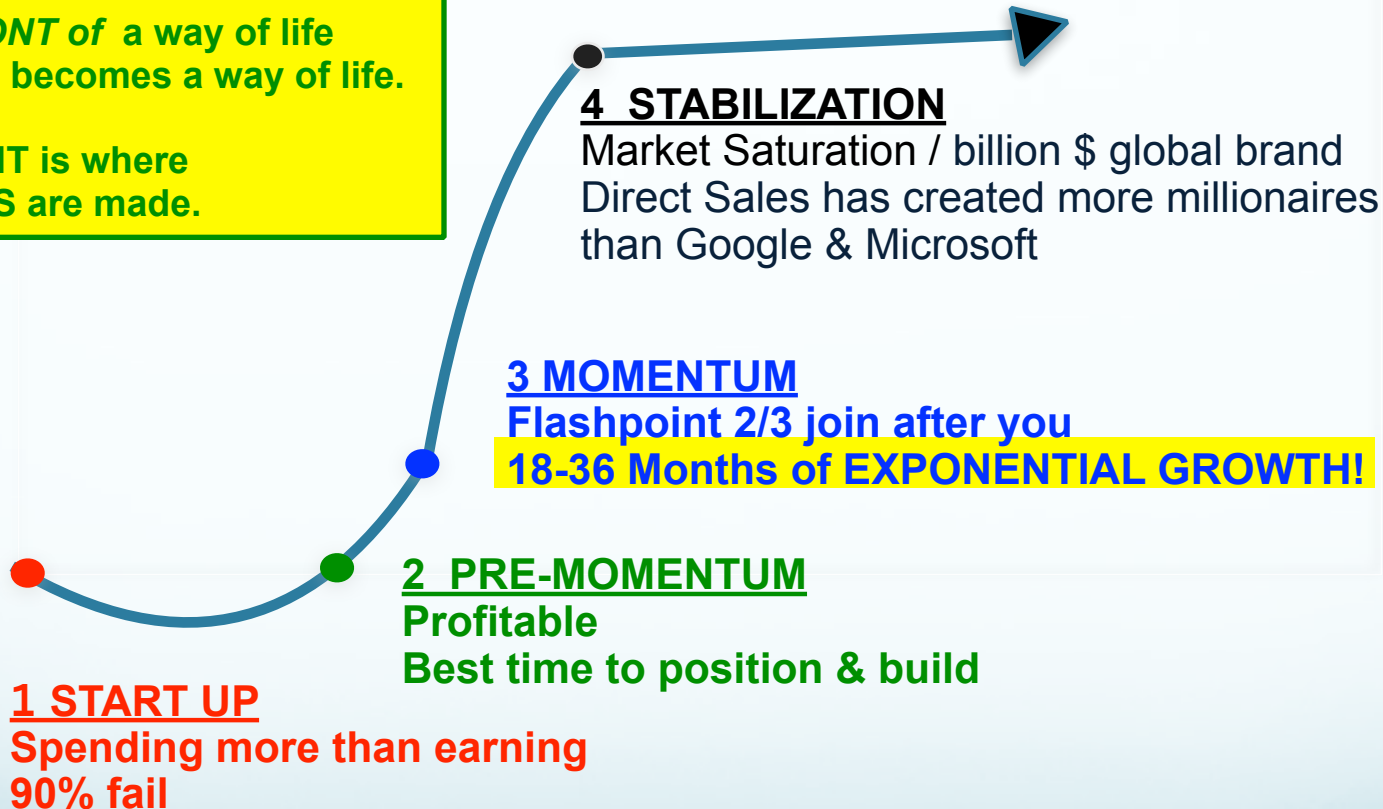 ONT of a way of life
becomes a way of life.
IT is where
S are made.
4 STABILIZATION
Market Saturation / billion $ global brand
Direct Sales has created more millionaires
than Google & Microsoft
3 MOMENTUM
Flashpoint 2/3 join after you
18-36 Months of EXPONENTIAL GROWTH!
2 PRE-MOMENTUM
Profitable
Best time to position & build
1 START UP
Spending more than earning
90% fail